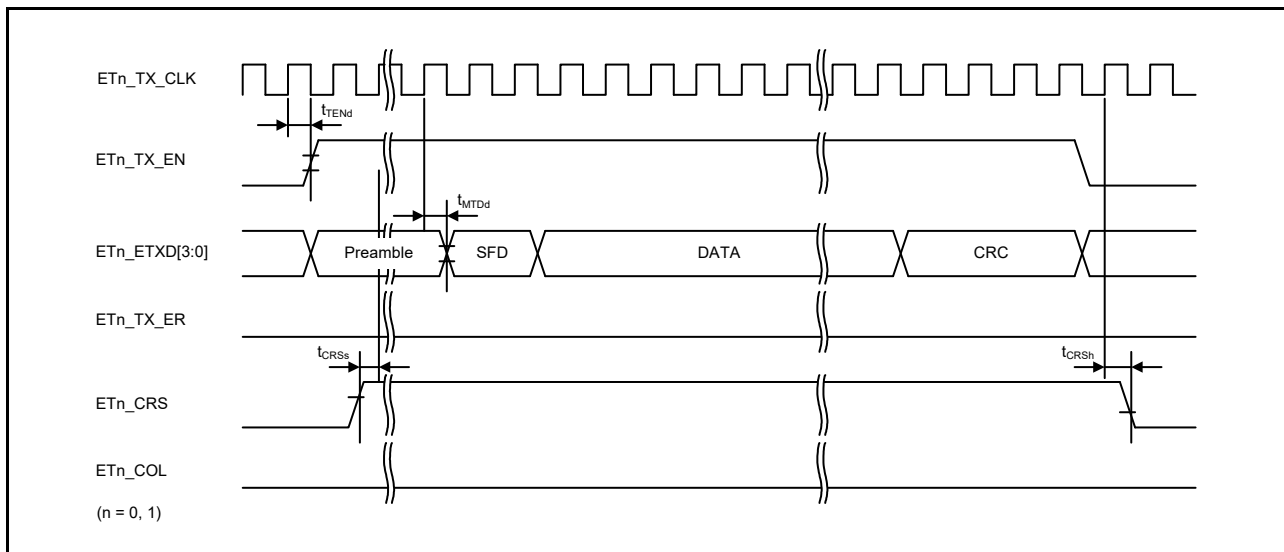 ETn_TX_CLK
tTENd
ETn_TX_EN
tMTDd
ETn_ETXD[3:0] Preamble SFD DATA CRC
ETn_TX_ER
tCRSs tCRSh
ETn_CRS
ETn_COL
(n = 0, 1)